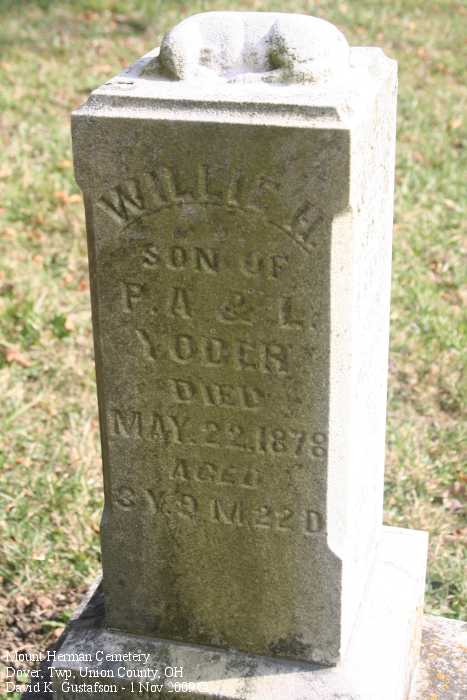 WILLIE H.
SON OF
P. A & L.
YODER
DIED
MAY. 22. 1878
AGED
3 Y. 9 M. 22 D.
Mount Herman Cemetery
Dover, Twp, Union County, OH
David K. Gustafson - 1 Nov 2009 ©